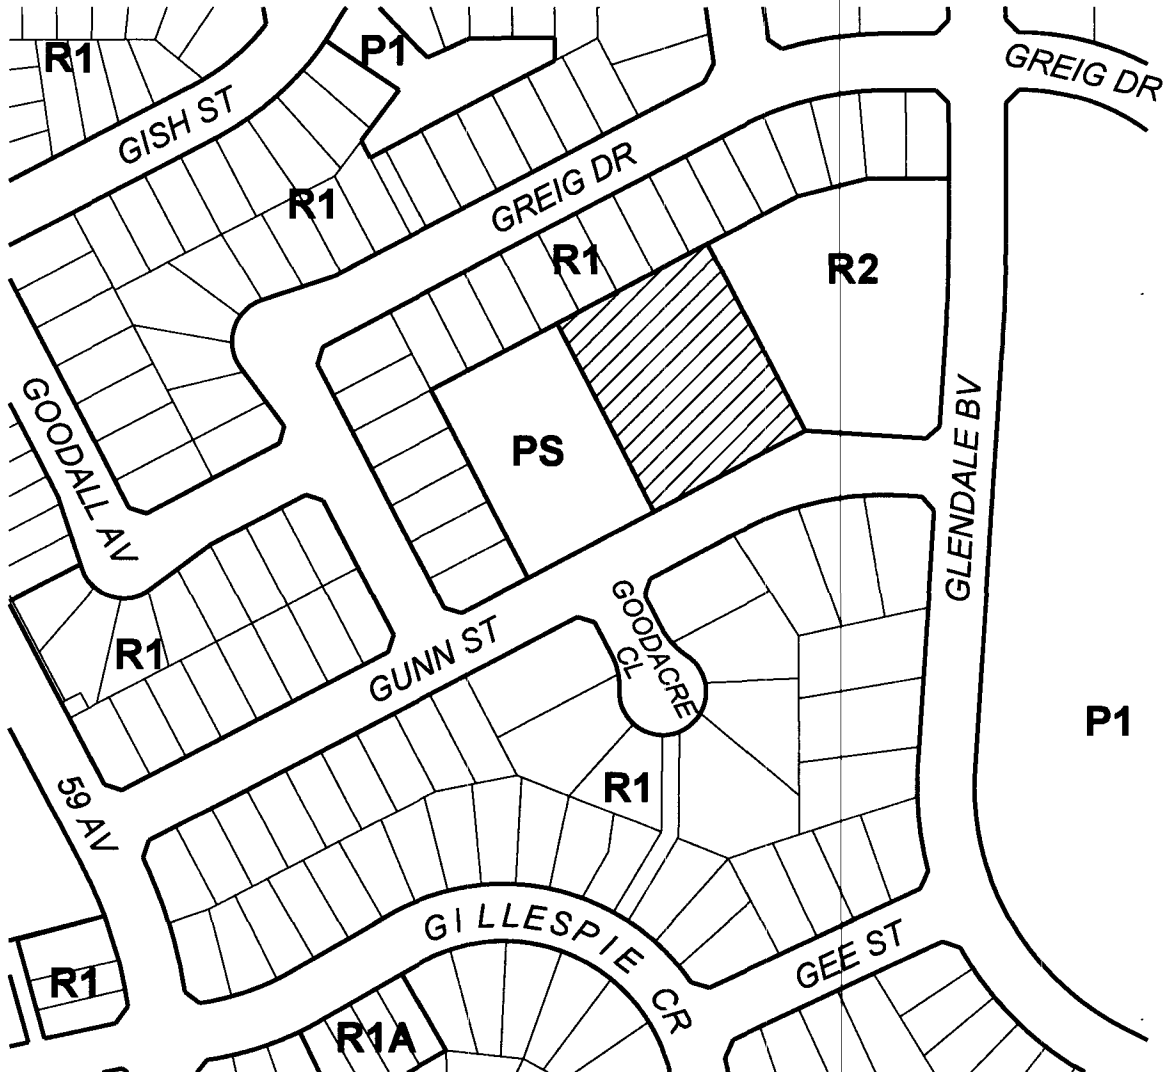 R1
P1
GREIG DR
GISH ST
R1
GREIG DR
R1
R2
GOODALL AV
PS
GLENDALE BV
GOODACRE
CL
R1
GUNN ST
P1
R1
59 AV
GILLESPIE CR
GEE ST
R1
R1A